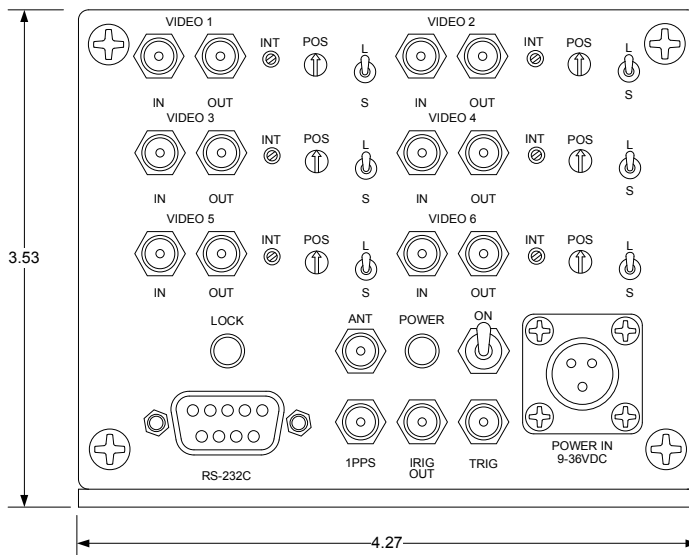 VIDEO 1
VIDEO 2
INT
POS
L
INT
POS
L
S
S
IN
OUT
IN
OUT
VIDEO 3
VIDEO 4
INT
POS
L
INT
POS
L
S
S
IN
OUT
IN
OUT
VIDEO 5
VIDEO 6
INT
POS
L
INT
POS
L
S
S
IN
OUT
IN
OUT
3.53
LOCK
ANT
POWER
ON
RS-232C
1PPS
IRIG
OUT
TRIG
POWER IN
9-36VDC
4.27